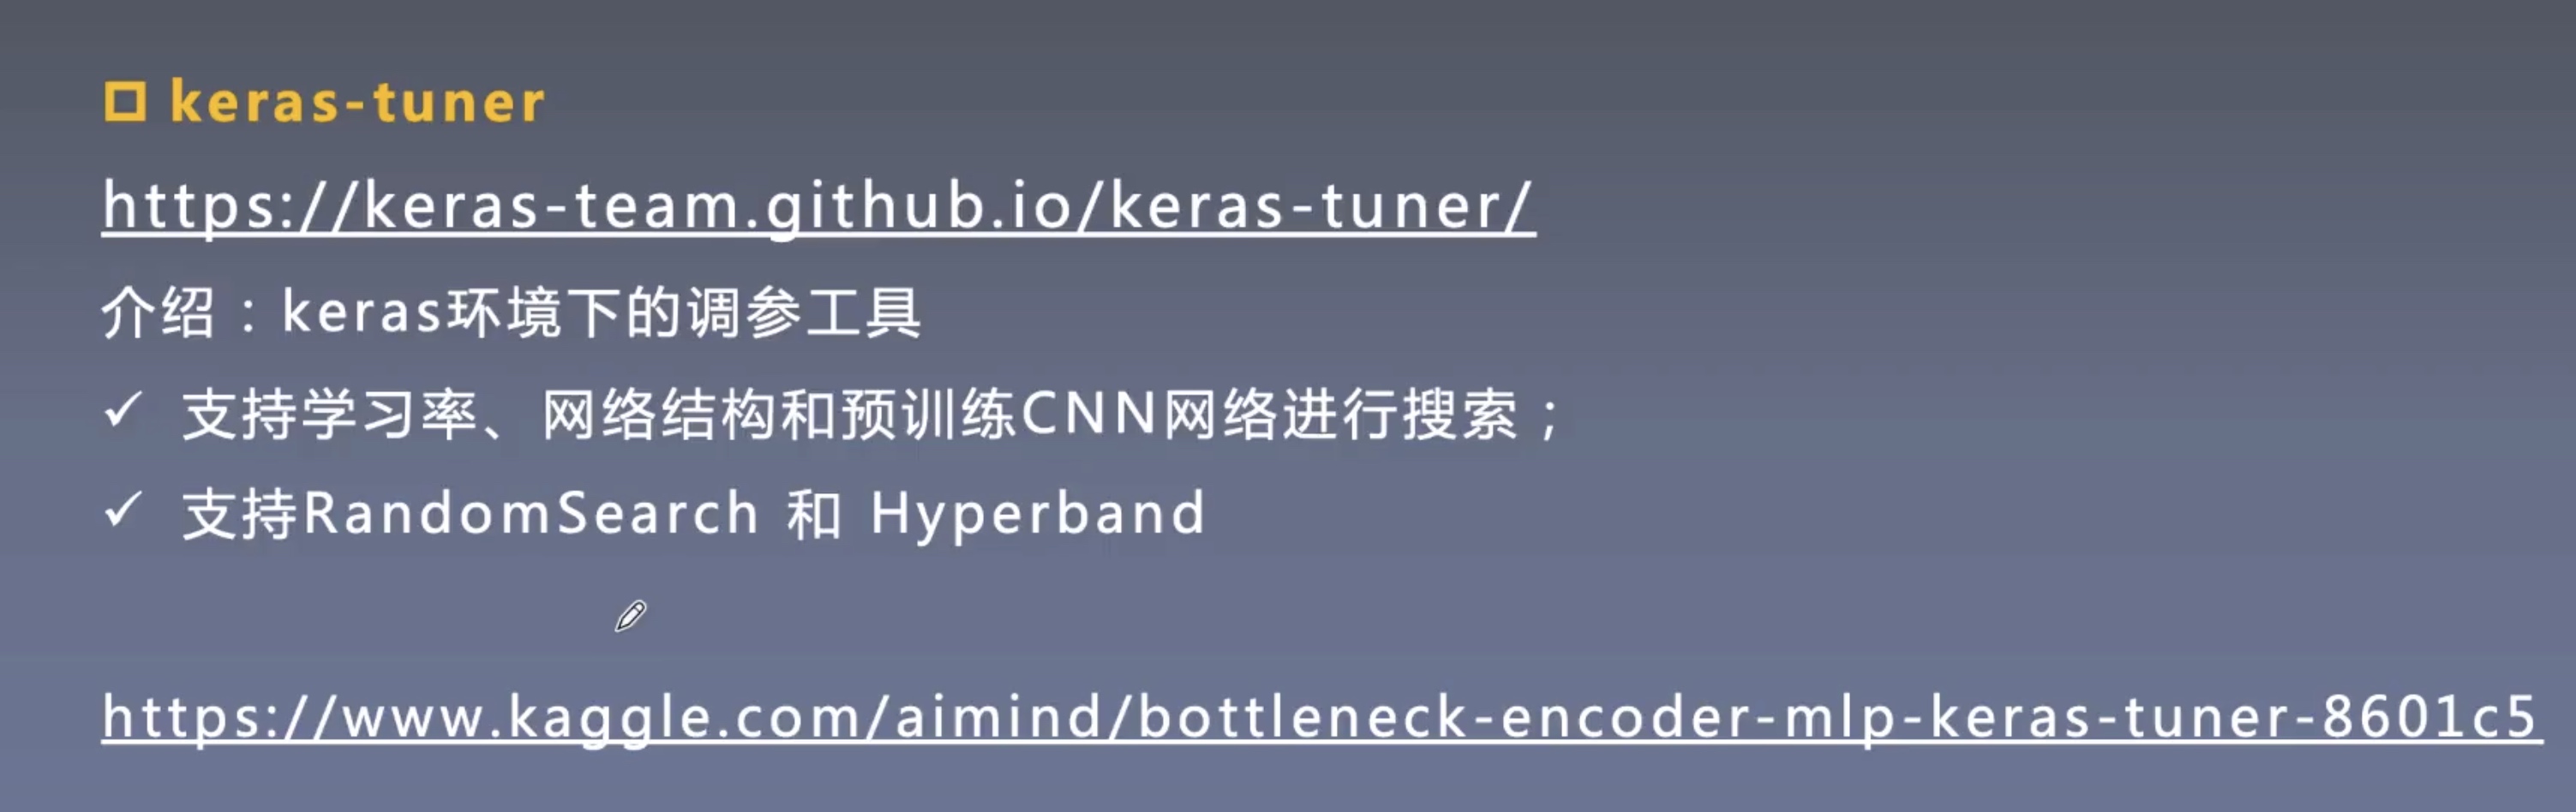 keras-tuner
https://keras-team.github.io/keras-tuner/
介绍：keras环境下的调参工具
✓ 支持学习率、网络结构和预训练CNN网络进行搜索；
✓ 支持RandomSearch 和 Hyperband
https://www.kaggle.com/aimind/bottleneck-encoder-mlp-keras-tuner-8601c5